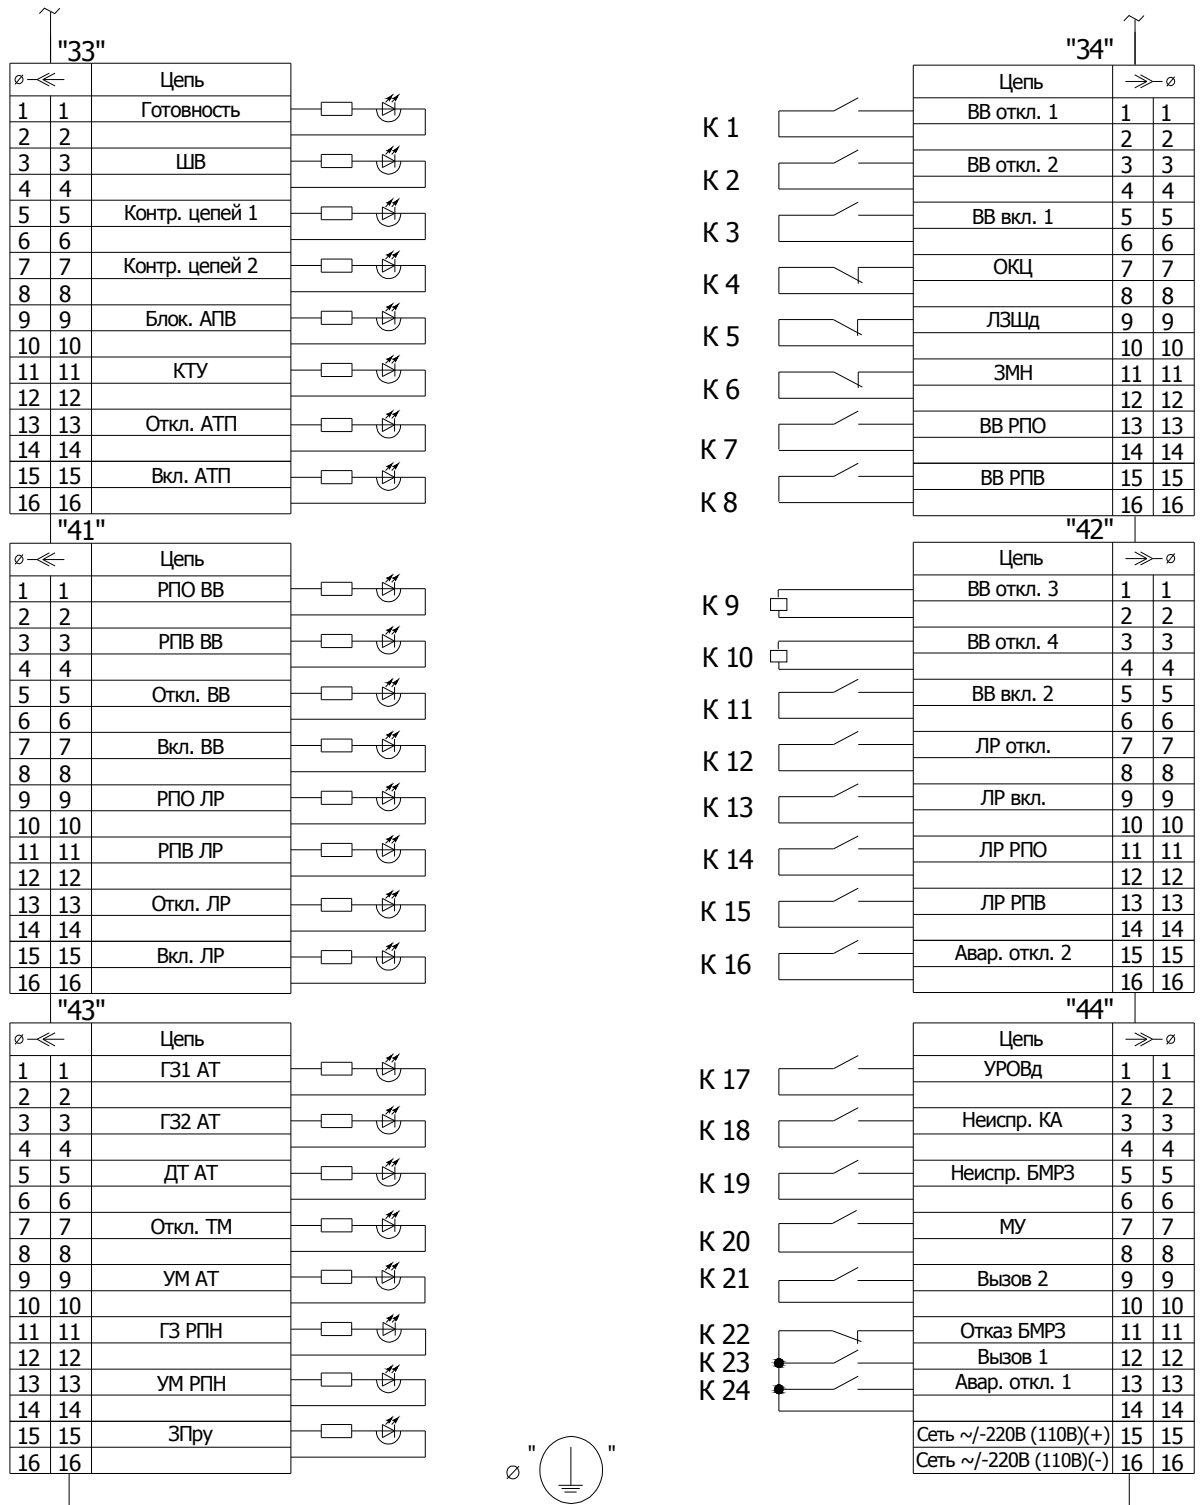 "33"
Цепь
1 1 Готовность
2 2
3 3 ШВ
4 4
5 5 Контр. цепей 1
6 6
7 7 Контр. цепей 2
8 8
9 9 Блок. АПВ
10 10
11 11 КТУ
12 12
13 13 Откл. АТП
14 14
15 15 Вкл. АТП
16 16
"41"
Цепь
1 1 РПО ВВ
2 2
3 3 РПВ ВВ
4 4
5 5 Откл. ВВ
6 6
7 7 Вкл. ВВ
8 8
9 9 РПО ЛР
10 10
11 11 РПВ ЛР
12 12
13 13 Откл. ЛР
14 14
15 15 Вкл. ЛР
16 16
"43"
Цепь
1 1 ГЗ1 АТ
2 2
3 3 ГЗ2 АТ
4 4
5 5 ДТ АТ
6 6
7 7 Откл. ТМ
8 8
9 9 УМ АТ
10 10
11 11 ГЗ РПН
12 12
13 13 УМ РПН
14 14
15 15 ЗПру
16 16
" "
"34"
Цепь
К 1 ВВ откл. 1 1 1
2 2
К 2 ВВ откл. 2 3 3
4 4
К 3 ВВ вкл. 1 5 5
6 6
К 4 ОКЦ 7 7
8 8
К 5 ЛЗШд 9 9
10 10
К 6 ЗМН 11 11
12 12
К 7 ВВ РПО 13 13
14 14
К 8 ВВ РПВ 15 15
16 16
"42"
Цепь
К 9 ВВ откл. 3 1 1
2 2
К 10 ВВ откл. 4 3 3
4 4
К 11 ВВ вкл. 2 5 5
6 6
К 12 ЛР откл. 7 7
8 8
К 13 ЛР вкл. 9 9
10 10
К 14 ЛР РПО 11 11
12 12
К 15 ЛР РПВ 13 13
14 14
К 16 Авар. откл. 2 15 15
16 16
"44"
Цепь
К 17 УРОВд 1 1
2 2
К 18 Неиспр. КА 3 3
4 4
К 19 Неиспр. БМРЗ 5 5
6 6
К 20 МУ 7 7
8 8
К 21 Вызов 2 9 9
10 10
К 22 Отказ БМРЗ 11 11
К 23 Вызов 1 12 12
К 24 Авар. откл. 1 13 13
14 14
Сеть ~/-220В (110В)(+) 15 15
Сеть ~/-220В (110В)(-) 16 16